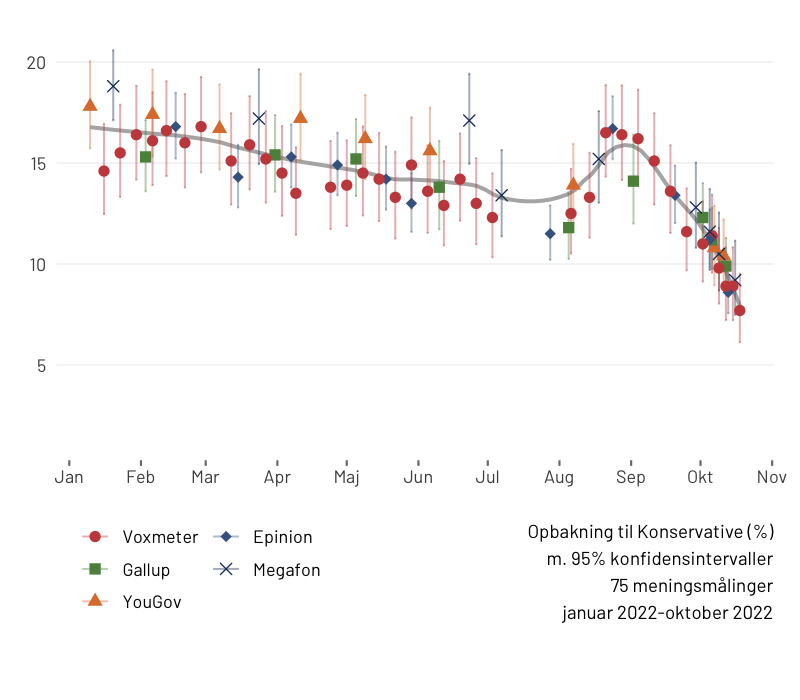 20
15
10
5
Jan Feb Mar Apr Maj Jun Jul Aug Sep Okt Nov
Voxmeter Epinion
Gallup Megafon
YouGov
Opbakning til Konservative (%)
m. 95% konfidensintervaller
75 meningsmålinger
januar 2022-oktober 2022